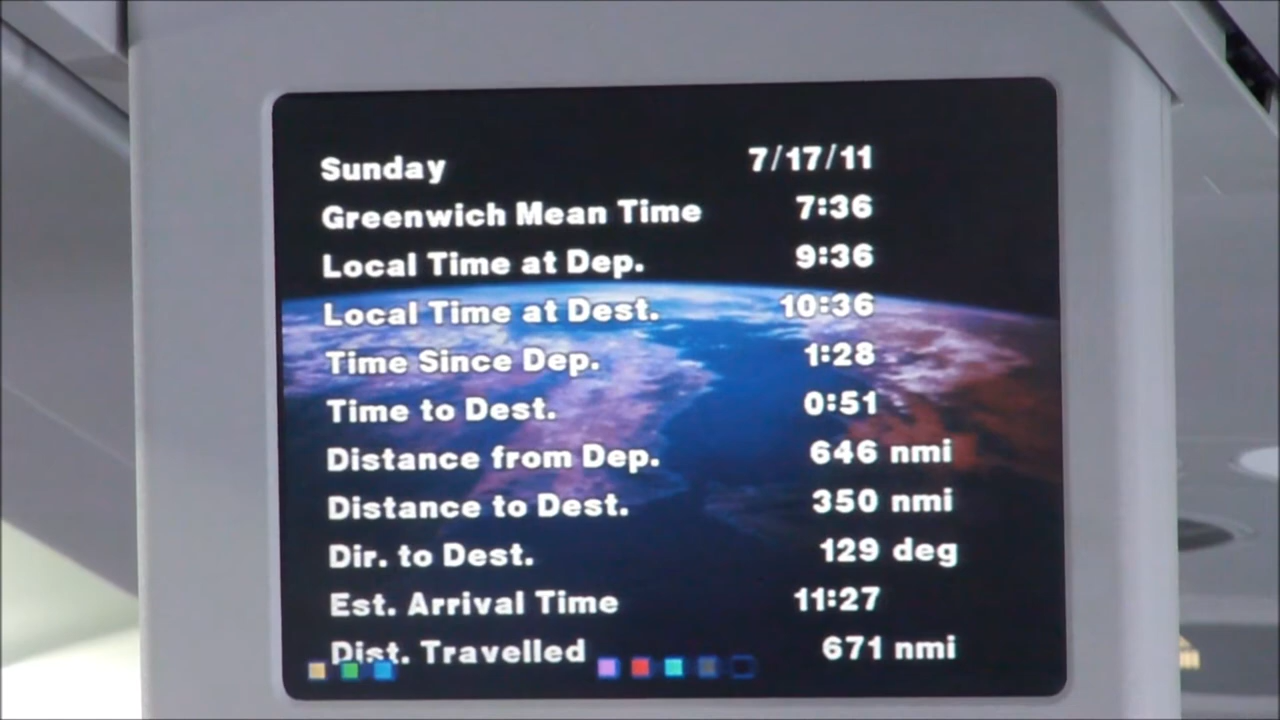 Sunday 7/17/11
Greenwich Mean Time 7:36
Local Time at Dep. 9:36
Local Time at Dest. 10:36
Time Since Dep. 1:28
Time to Dest. 0:51
Distance from Dep. 646 nmi
Distance to Dest. 350 nmi
Dir. to Dest. 129 deg
Est. Arrival Time 11:27
Dist. Travelled 671 nmi